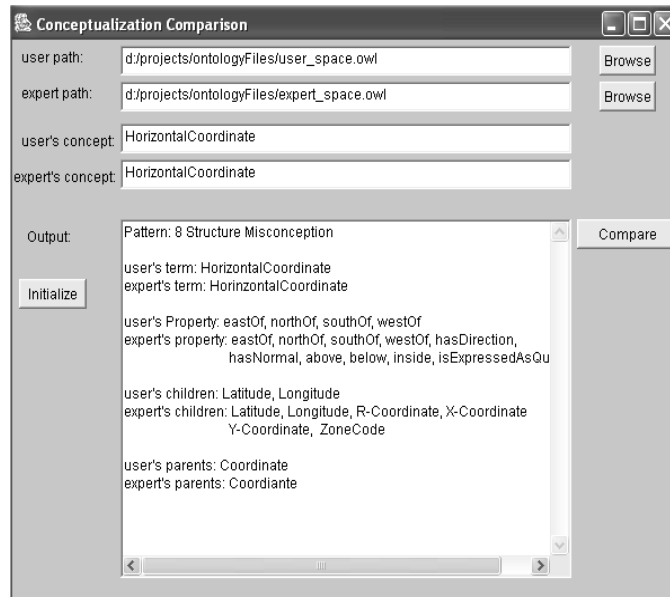 Conceptualization Comparison
user path: d:/projects/ontologyFiles/user_space.owl Browse
expert path: d:/projects/ontologyFiles/expert_space.owl Browse
user's concept: HorizontalCoordinate
expert's concept: HorizontalCoordinate
Output: Pattern: 8 Structure Misconception Compare
user's term: HorizontalCoordinate
Initialize expert's term: HorinzontalCoordinate
user's Property: eastOf, northOf, southOf, westOf
expert's property: eastOf, northOf, southOf, westOf, hasDirection,
hasNormal, above, below, inside, isExpressedAsQu
user's children: Latitude, Longitude
expert's children: Latitude, Longitude, R-Coordinate, X-Coordinate
Y-Coordinate, ZoneCode
user's parents: Coordinate
expert's parents: Coordiante